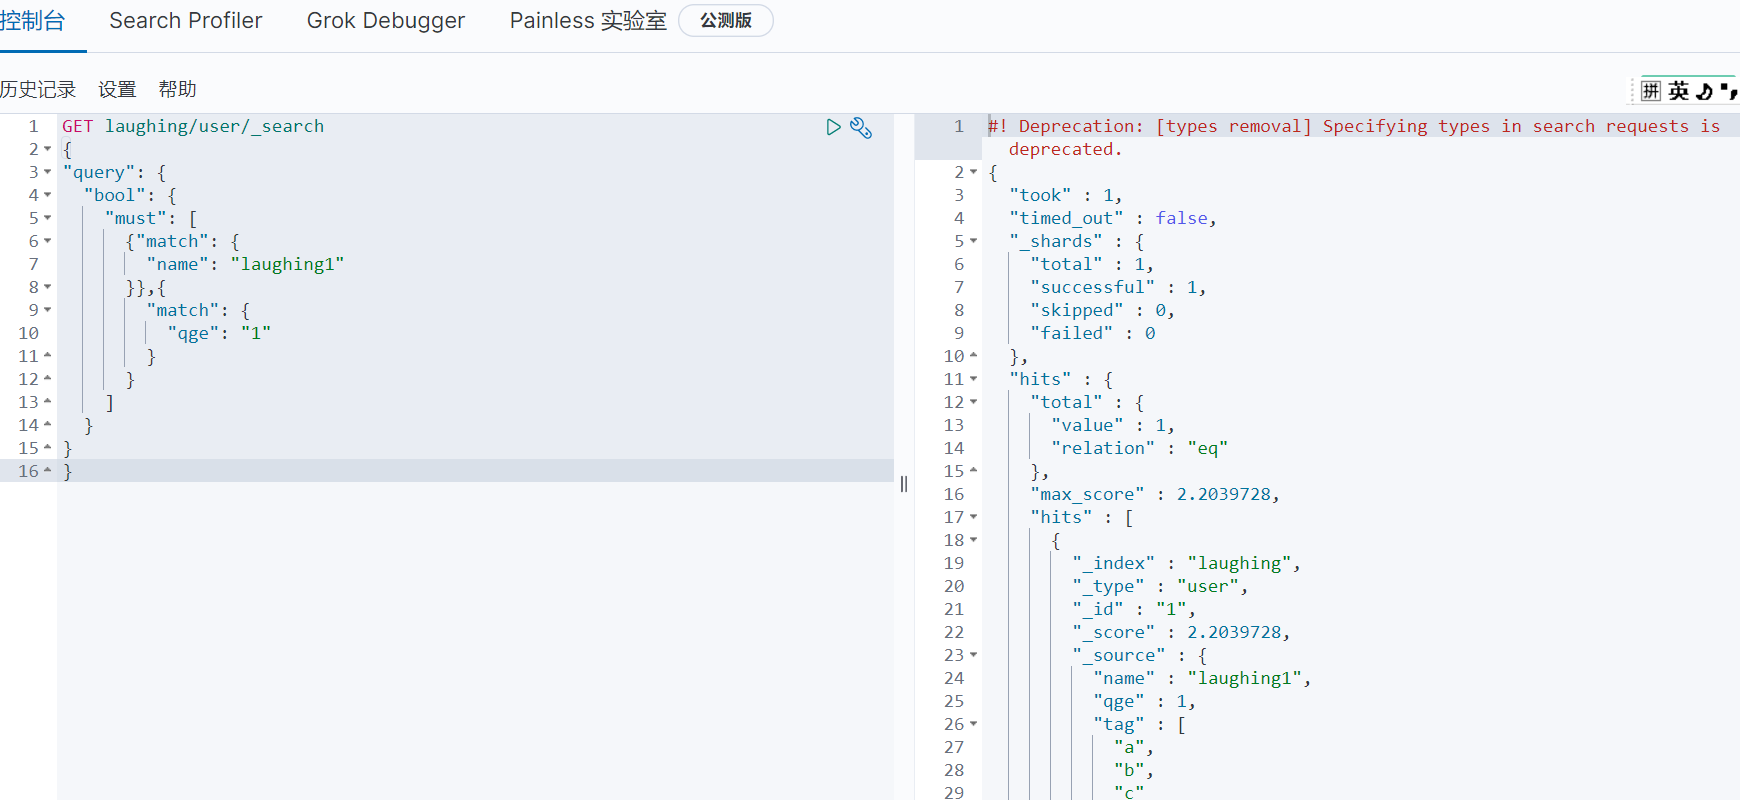 控制台 Search Profiler Grok Debugger Painless 实验室 公测版
历史记录 设置 帮助
拼 英
1 GET laughing/user/_search
2 {
3 "query": {
4 "bool": {
5 "must": [
6 {"match": {
7 "name": "laughing1"
8 }},{
9 "match": {
10 "qge": "1"
11 }
12 }
13 ]
14 }
15 }
16 }
1 #! Deprecation: [types removal] Specifying types in search requests is
deprecated.
2 {
3 "took" : 1,
4 "timed_out" : false,
5 "_shards" : {
6 "total" : 1,
7 "successful" : 1,
8 "skipped" : 0,
9 "failed" : 0
10 },
11 "hits" : {
12 "total" : {
13 "value" : 1,
14 "relation" : "eq"
15 },
16 "max_score" : 2.2039728,
17 "hits" : [
18 {
19 "_index" : "laughing",
20 "_type" : "user",
21 "_id" : "1",
22 "_score" : 2.2039728,
23 "_source" : {
24 "name" : "laughing1",
25 "qge" : 1,
26 "tag" : [
27 "a",
28 "b",
29 "c"